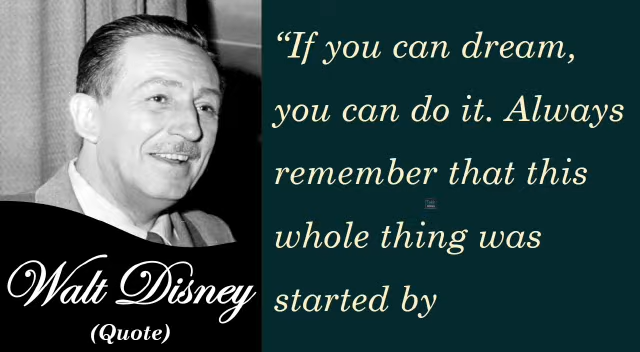 “If you can dream,
you can do it. Always
remember that this
whole thing was
started by
Walt Disney
(Quote)